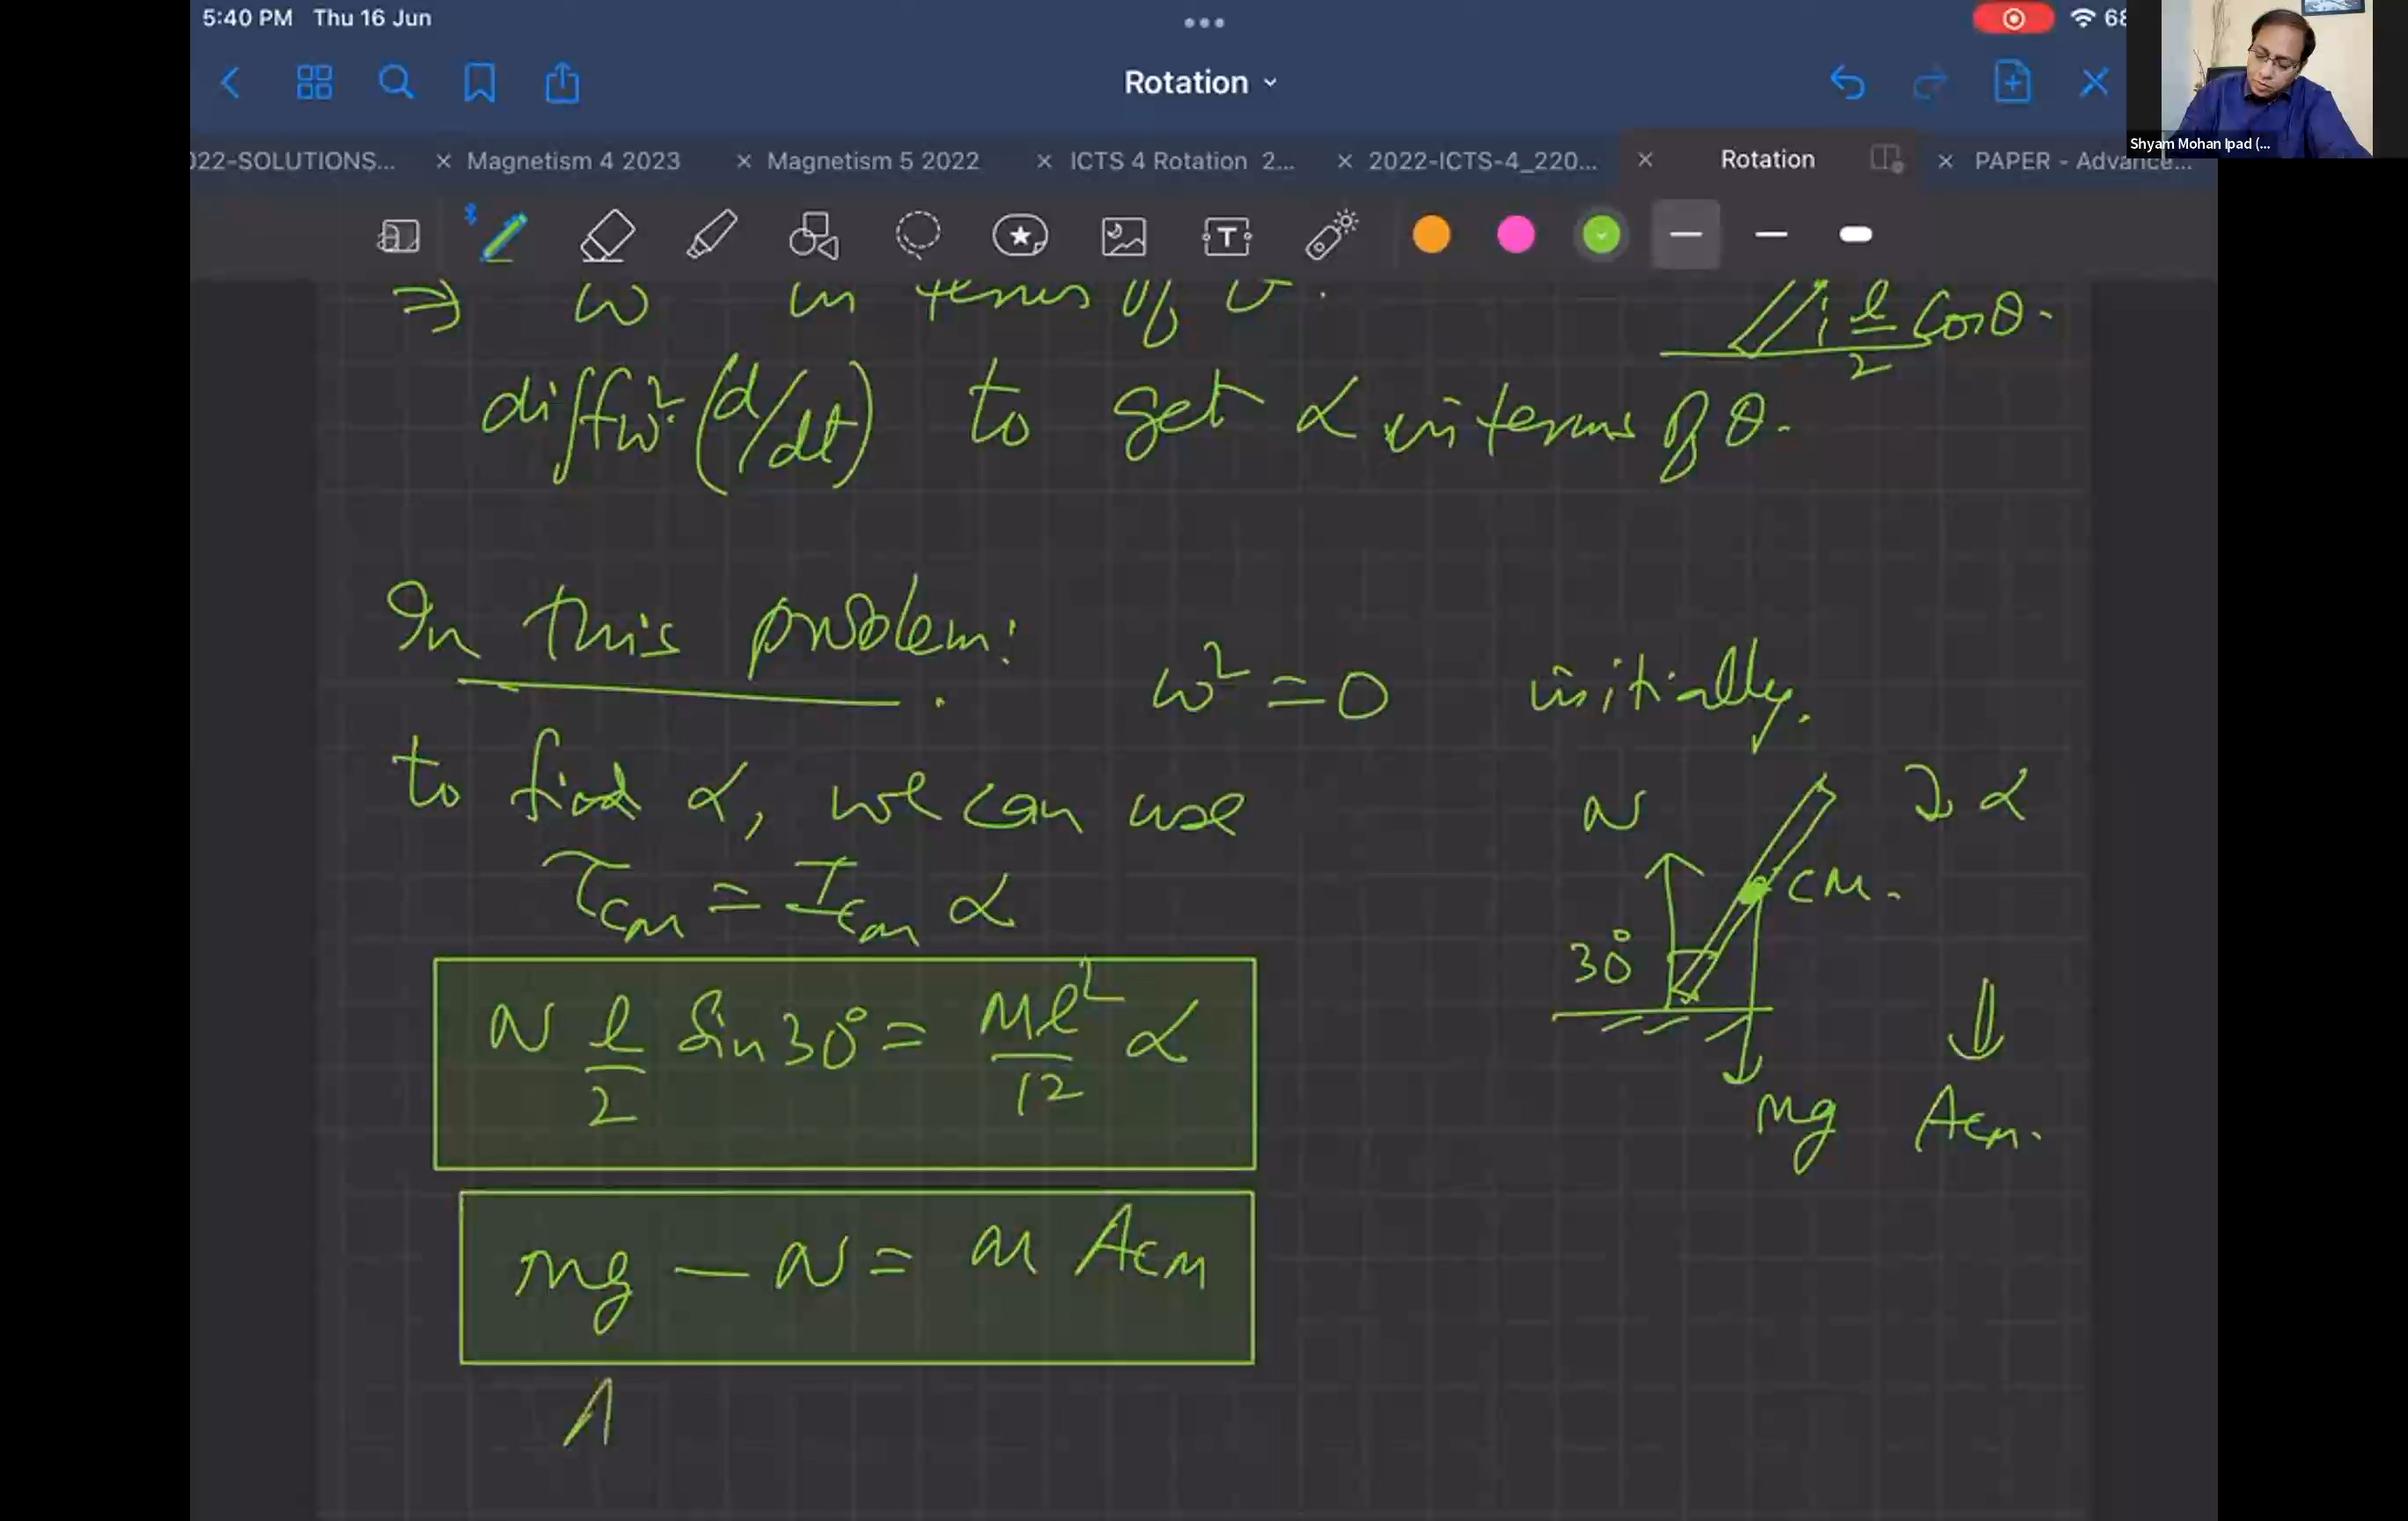 5:40 PM Thu 16 Jun
68
Rotation
022-SOLUTIONS...
Magnetism 4 2023
Magnetism 5 2022
ICTS 4 Rotation 2...
2022-ICTS-4_220...
Rotation
PAPER - Advance...
Shyam Mohan Ipad (...
T
⇒ ω in terms of θ.
l/2 Cosθ.
diff ω² (d/dt) to get α in terms of θ.
In this problem:
ω² = 0 initially.
to find α, we can use
τcm = Icm α
N l/2 Sin30° = Ml²/12 α
mg — N = M Acm
A
N
α
CM.
30°
mg
Acm.